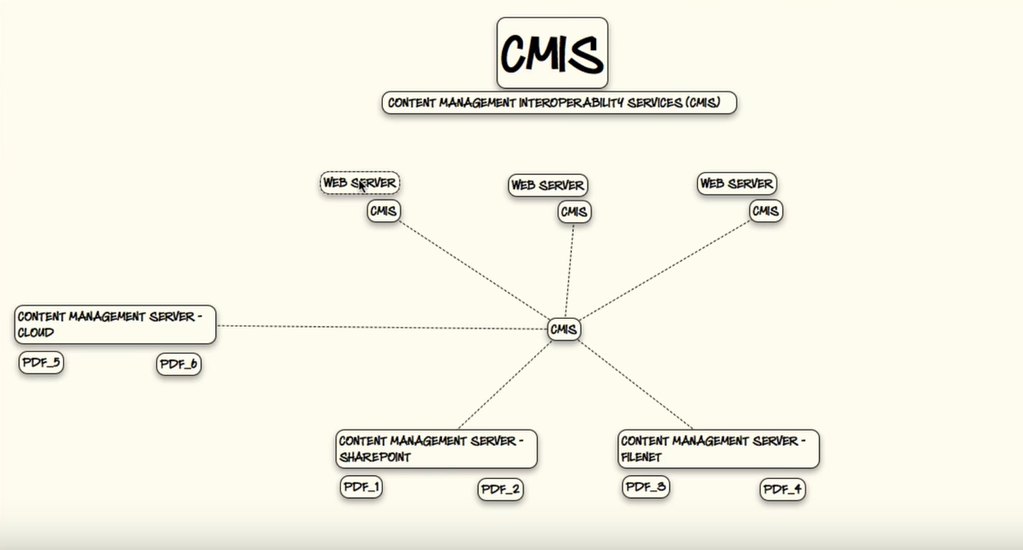 CMIS
CONTENT MANAGEMENT INTEROPERABILITY SERVICES (CMIS)
WEB SERVER
WEB SERVER
WEB SERVER
CMIS
CMIS
CMIS
CONTENT MANAGEMENT SERVER -
CLOUD
CMIS
PDF_5
PDF_6
CONTENT MANAGEMENT SERVER -
SHAREPOINT
CONTENT MANAGEMENT SERVER -
FILENET
PDF_1
PDF_2
PDF_3
PDF_4